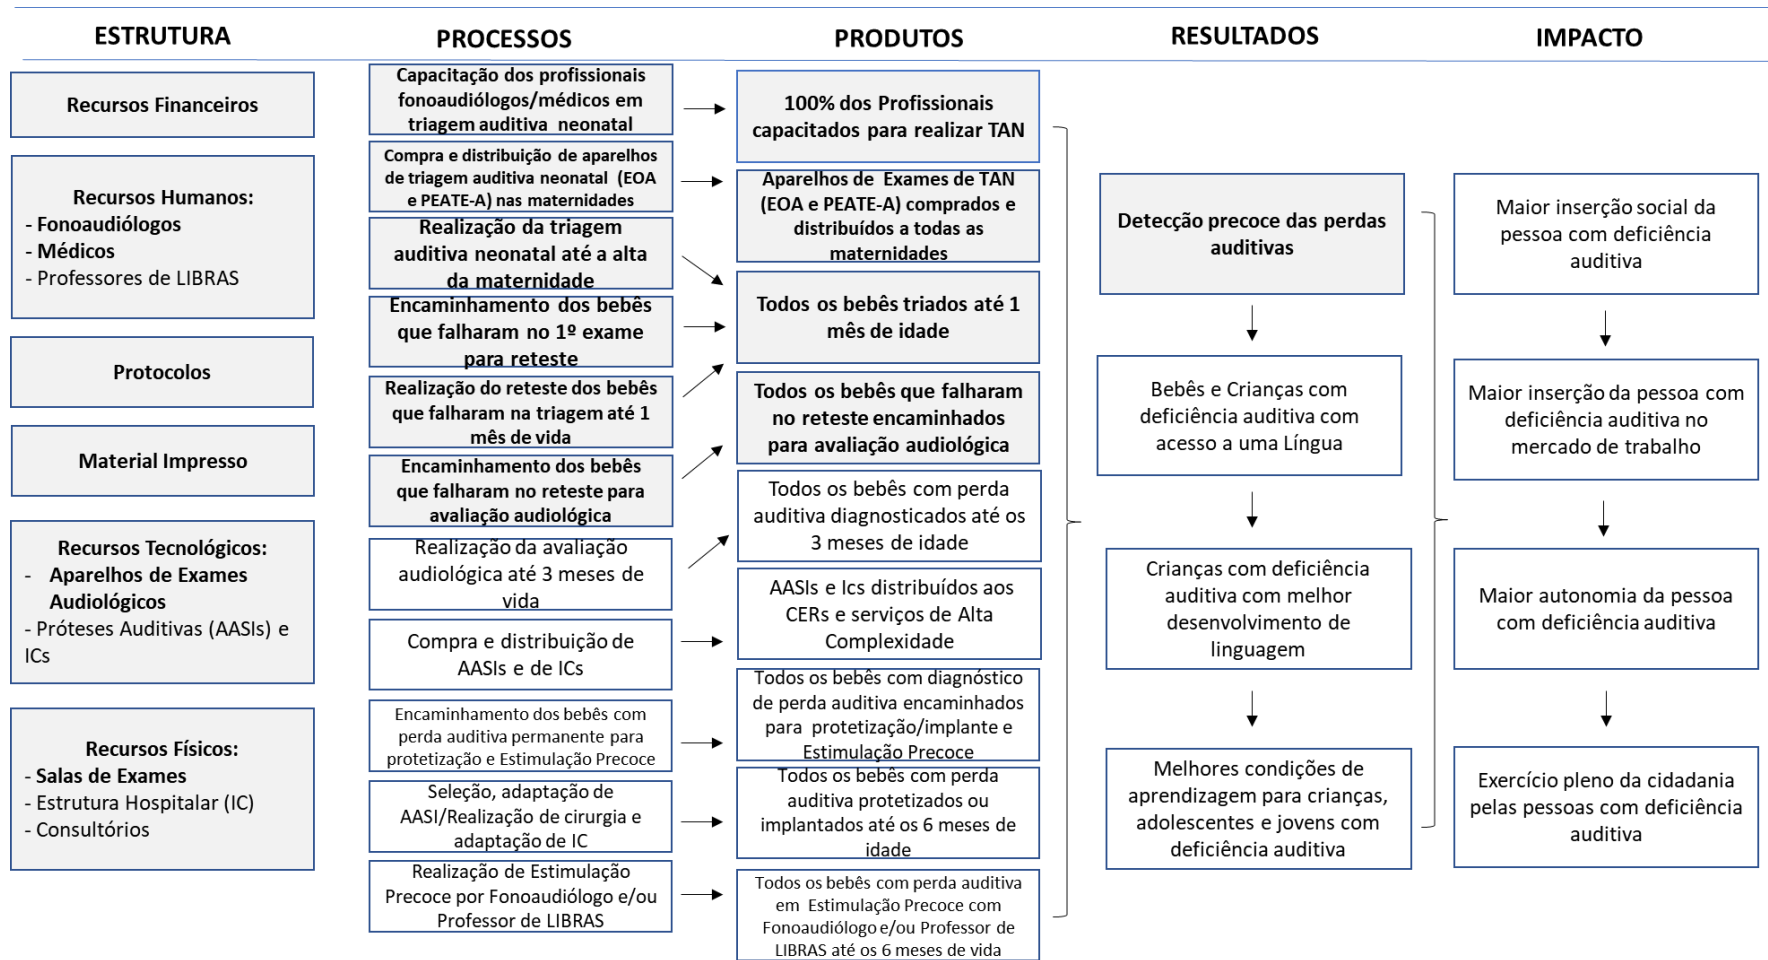 ESTRUTURA
PROCESSOS
PRODUTOS
RESULTADOS
IMPACTO
Recursos Financeiros
Recursos Humanos:
- Fonoaudiólogos
- Médicos
- Professores de LIBRAS
Protocolos
Material Impresso
Recursos Tecnológicos:
- Aparelhos de Exames
Audiológicos
- Próteses Auditivas (AASIs) e
ICs
Recursos Físicos:
- Salas de Exames
- Estrutura Hospitalar (IC)
- Consultórios
Capacitação dos profissionais
fonoaudiólogos/médicos em
triagem auditiva neonatal
Compra e distribuição de aparelhos
de triagem auditiva neonatal (EOA
e PEATE-A) nas maternidades
Realização da triagem
auditiva neonatal até a alta
da maternidade
Encaminhamento dos bebês
que falharam no 1º exame
para reteste
Realização do reteste dos bebês
que falharam na triagem até 1
mês de vida
Encaminhamento dos bebês
que falharam no reteste para
avaliação audiológica
Realização da avaliação
audiológica até 3 meses de
vida
Compra e distribuição de
AASIs e de ICs
Encaminhamento dos bebês com
perda auditiva permanente para
protetização e Estimulação Precoce
Seleção, adaptação de
AASI/Realização de cirurgia e
adaptação de IC
Realização de Estimulação
Precoce por Fonoaudiólogo e/ou
Professor de LIBRAS
100% dos Profissionais
capacitados para realizar TAN
Aparelhos de Exames de TAN
(EOA e PEATE-A) comprados e
distribuídos a todas as
maternidades
Todos os bebês triados até 1
mês de idade
Todos os bebês que falharam
no reteste encaminhados
para avaliação audiológica
Todos os bebês com perda
auditiva diagnosticados até os
3 meses de idade
AASIs e Ics distribuídos aos
CERs e serviços de Alta
Complexidade
Todos os bebês com diagnóstico
de perda auditiva encaminhados
para protetização/implante e
Estimulação Precoce
Todos os bebês com perda
auditiva protetizados ou
implantados até os 6 meses de
idade
Todos os bebês com perda auditiva
em Estimulação Precoce com
Fonoaudiólogo e/ou Professor de
LIBRAS até os 6 meses de vida
Detecção precoce das perdas
auditivas
Bebês e Crianças com
deficiência auditiva com
acesso a uma Língua
Crianças com deficiência
auditiva com melhor
desenvolvimento de
linguagem
Melhores condições de
aprendizagem para crianças,
adolescentes e jovens com
deficiência auditiva
Maior inserção social da
pessoa com deficiência
auditiva
Maior inserção da pessoa com
deficiência auditiva no
mercado de trabalho
Maior autonomia da pessoa
com deficiência auditiva
Exercício pleno da cidadania
pelas pessoas com deficiência
auditiva